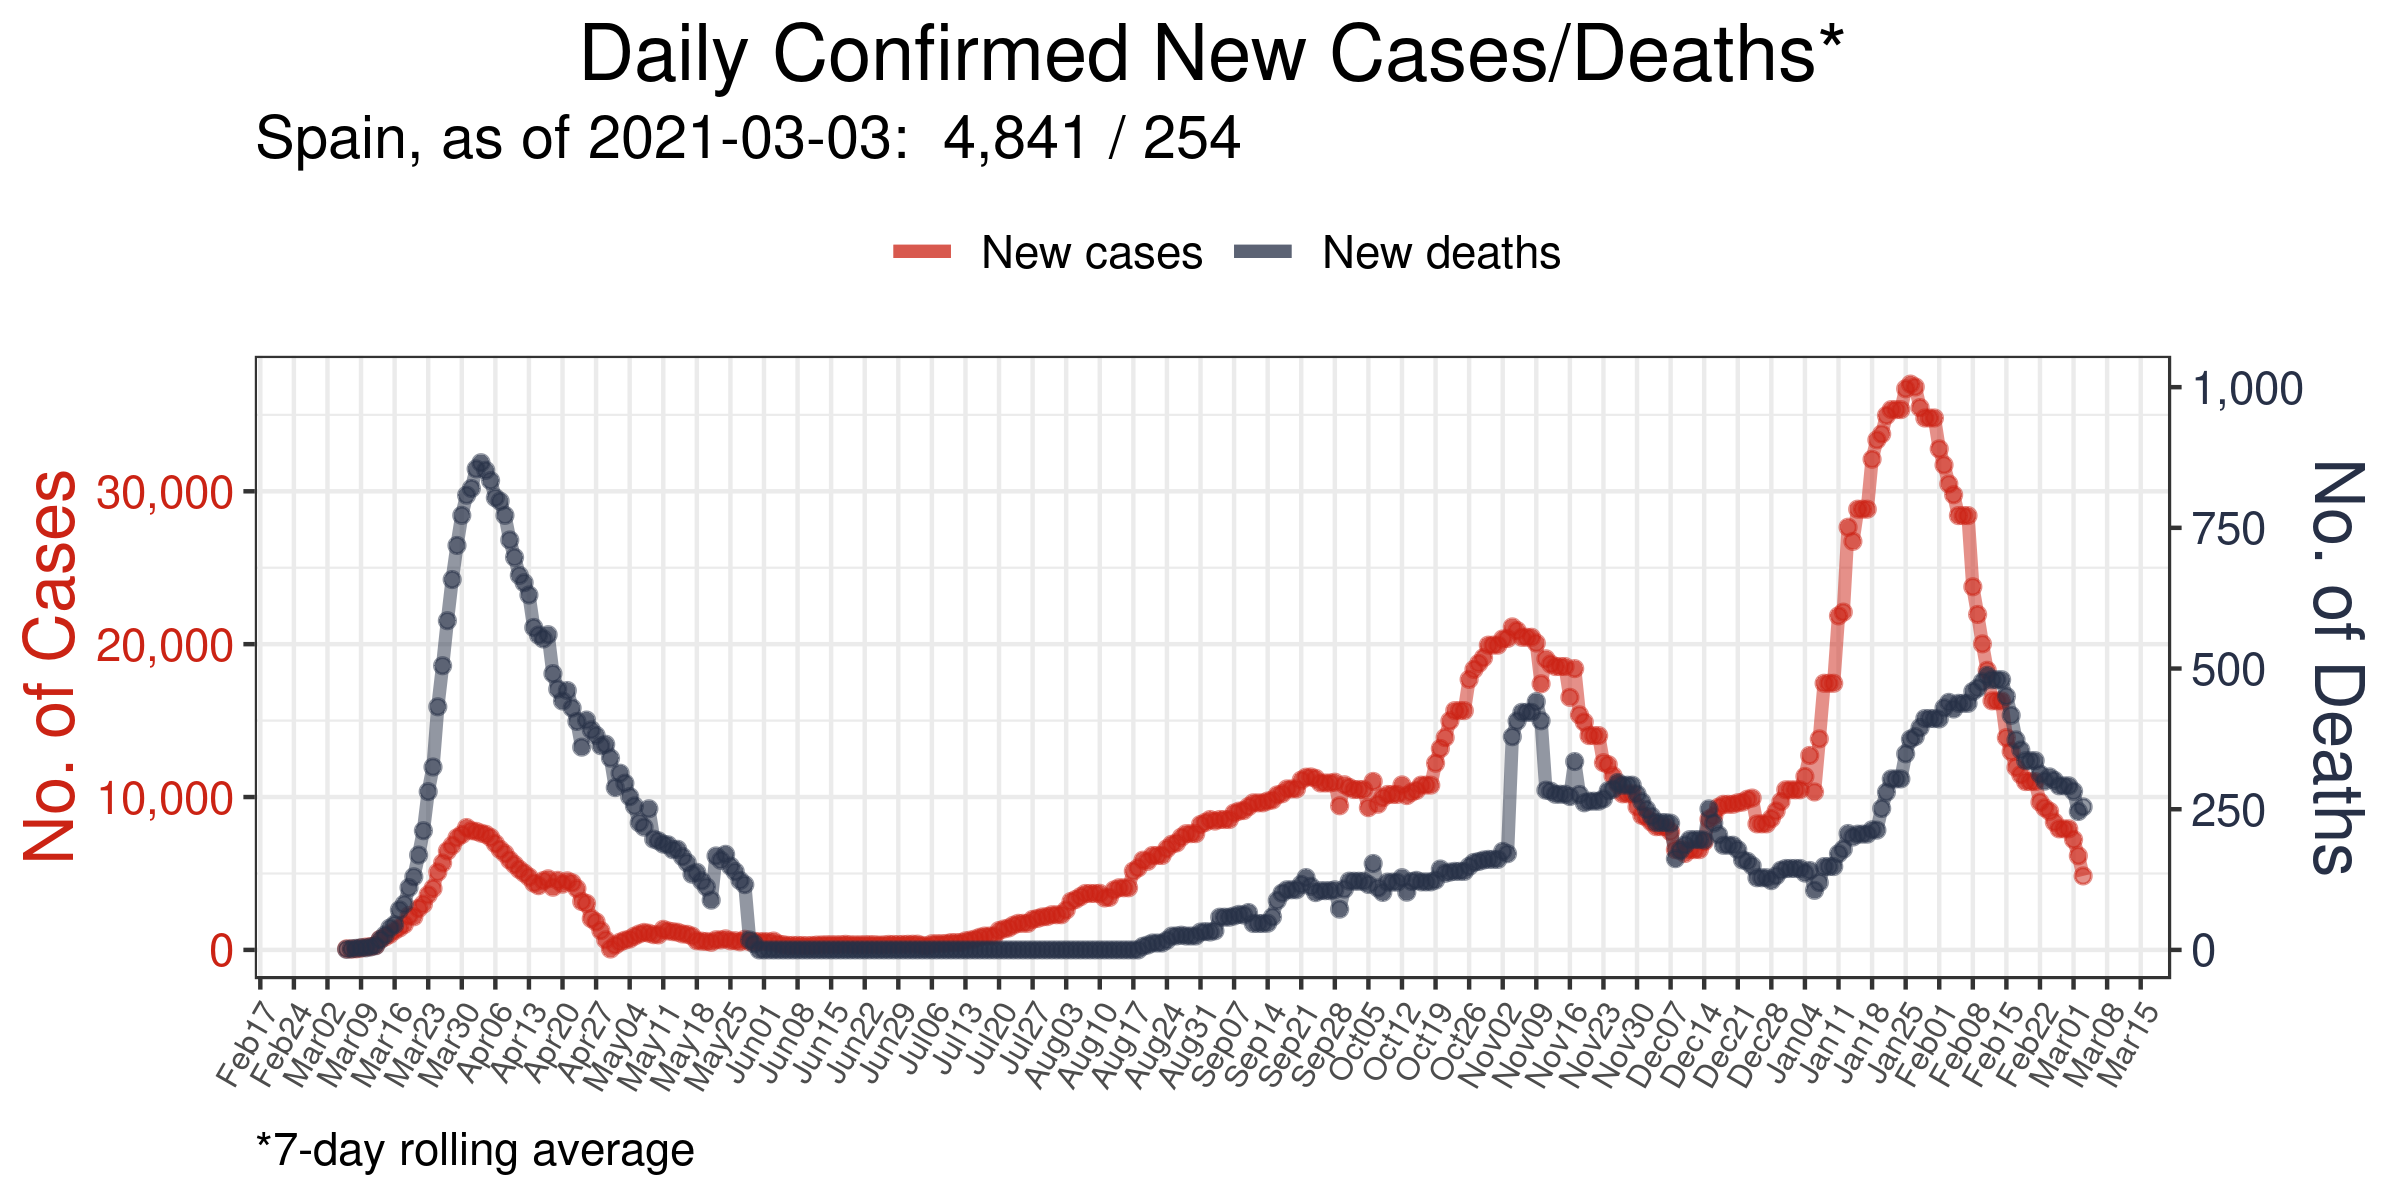 Daily Confirmed New Cases/Deaths*
Spain, as of 2021-03-03:  4,841 / 254
New cases New deaths
No. of Cases
30,000
20,000
10,000
0
1,000
750
500
250
0
No. of Deaths
Feb17 Feb24 Mar02 Mar09 Mar16 Mar23 Mar30 Apr06 Apr13 Apr20 Apr27 May04 May11 May18 May25 Jun01 Jun08 Jun15 Jun22 Jun29 Jul06 Jul13 Jul20 Jul27 Aug03 Aug10 Aug17 Aug24 Aug31 Sep07 Sep14 Sep21 Sep28 Oct05 Oct12 Oct19 Oct26 Nov02 Nov09 Nov16 Nov23 Nov30 Dec07 Dec14 Dec21 Dec28 Jan04 Jan11 Jan18 Jan25 Feb01 Feb08 Feb15 Feb22 Mar01 Mar08 Mar15
*7-day rolling average